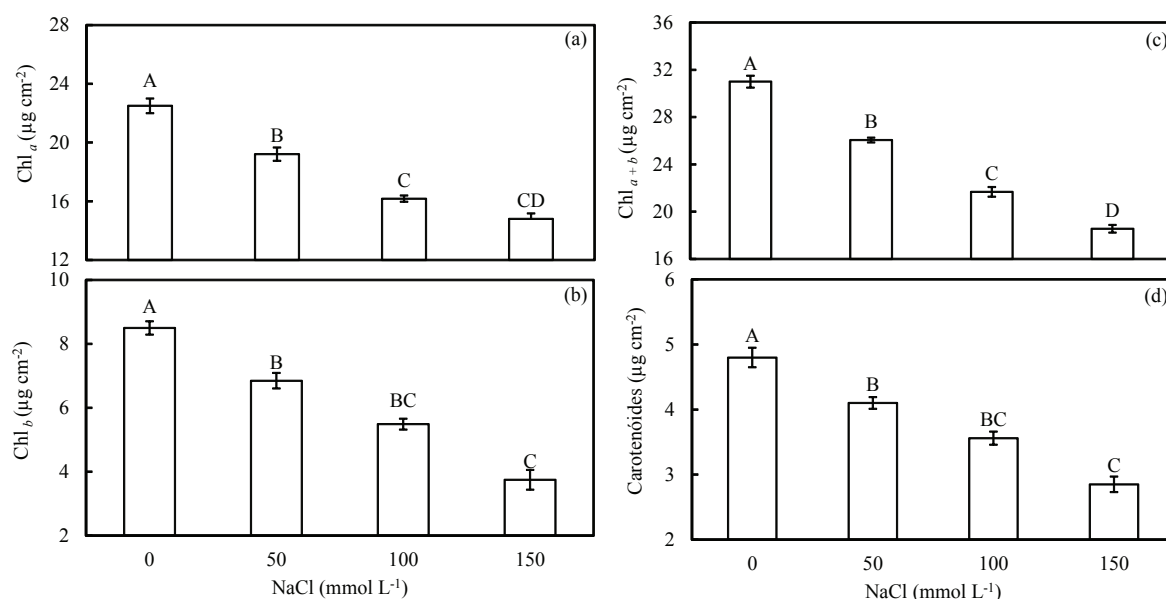 28
24
20
16
12
Chl a (µg cm-2)
(a)
A
B
C
CD
10
8
6
4
2
Chl b (µg cm-2)
(b)
A
B
BC
C
0
50
100
150
NaCl (mmol L-1)
36
32
28
24
20
16
Chl a + b (µg cm-2)
(c)
A
B
C
D
6
5
4
3
2
Carotenóides (µg cm-2)
(d)
A
B
BC
C
0
50
100
150
NaCl (mmol L-1)